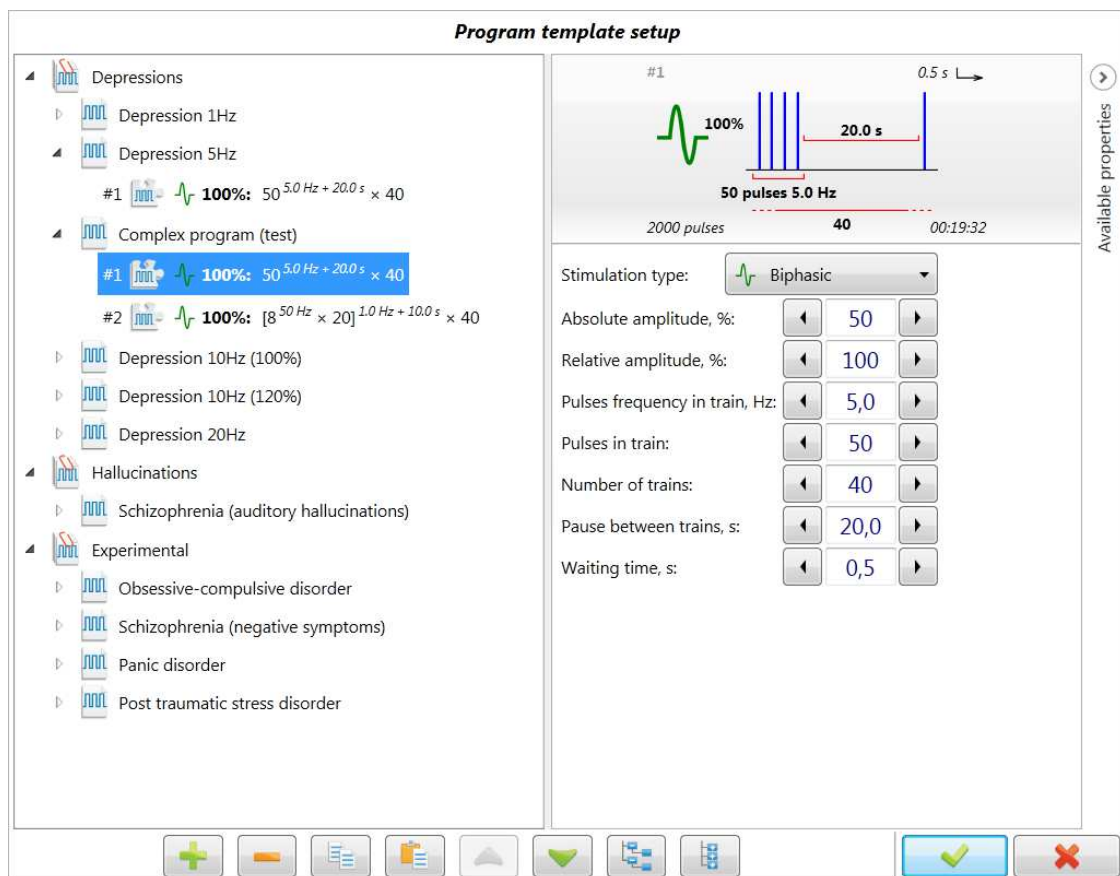 Program template setup
Depressions
Depression 1Hz
Depression 5Hz
#1 100%: 50 5.0 Hz + 20.0 s × 40
Complex program (test)
#1 100%: 50 5.0 Hz + 20.0 s × 40
#2 100%: [8 50 Hz × 20] 1.0 Hz + 10.0 s × 40
Depression 10Hz (100%)
Depression 10Hz (120%)
Depression 20Hz
Hallucinations
Schizophrenia (auditory hallucinations)
Experimental
Obsessive-compulsive disorder
Schizophrenia (negative symptoms)
Panic disorder
Post traumatic stress disorder
#1 0.5 s
100%
20.0 s
50 pulses 5.0 Hz
2000 pulses 40 00:19:32
Stimulation type: Biphasic
Absolute amplitude, %: 50
Relative amplitude, %: 100
Pulses frequency in train, Hz: 5,0
Pulses in train: 50
Number of trains: 40
Pause between trains, s: 20,0
Waiting time, s: 0,5
Available properties